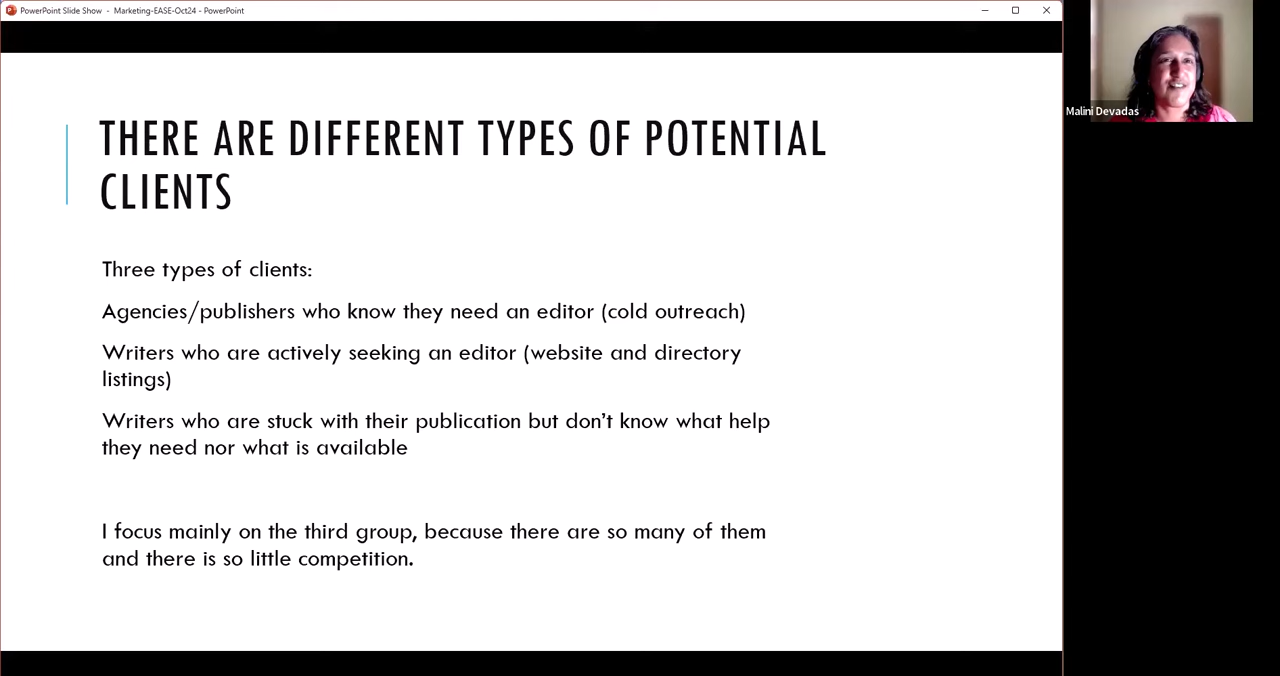 PowerPoint Slide Show - Marketing-EASE-Oct24 - PowerPoint
Malini Devadas
THERE ARE DIFFERENT TYPES OF POTENTIAL
CLIENTS
Three types of clients:
Agencies/publishers who know they need an editor (cold outreach)
Writers who are actively seeking an editor (website and directory
listings)
Writers who are stuck with their publication but don’t know what help
they need nor what is available
I focus mainly on the third group, because there are so many of them
and there is so little competition.